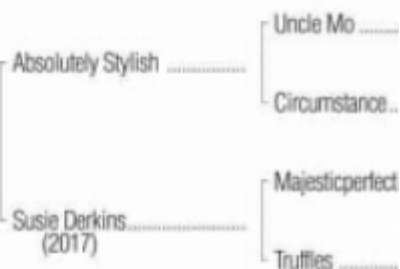 Uncle Mo
Absolutely Stylish
Circumstance
Majesticperfect
Susie Derkins
(2017)
Truffles